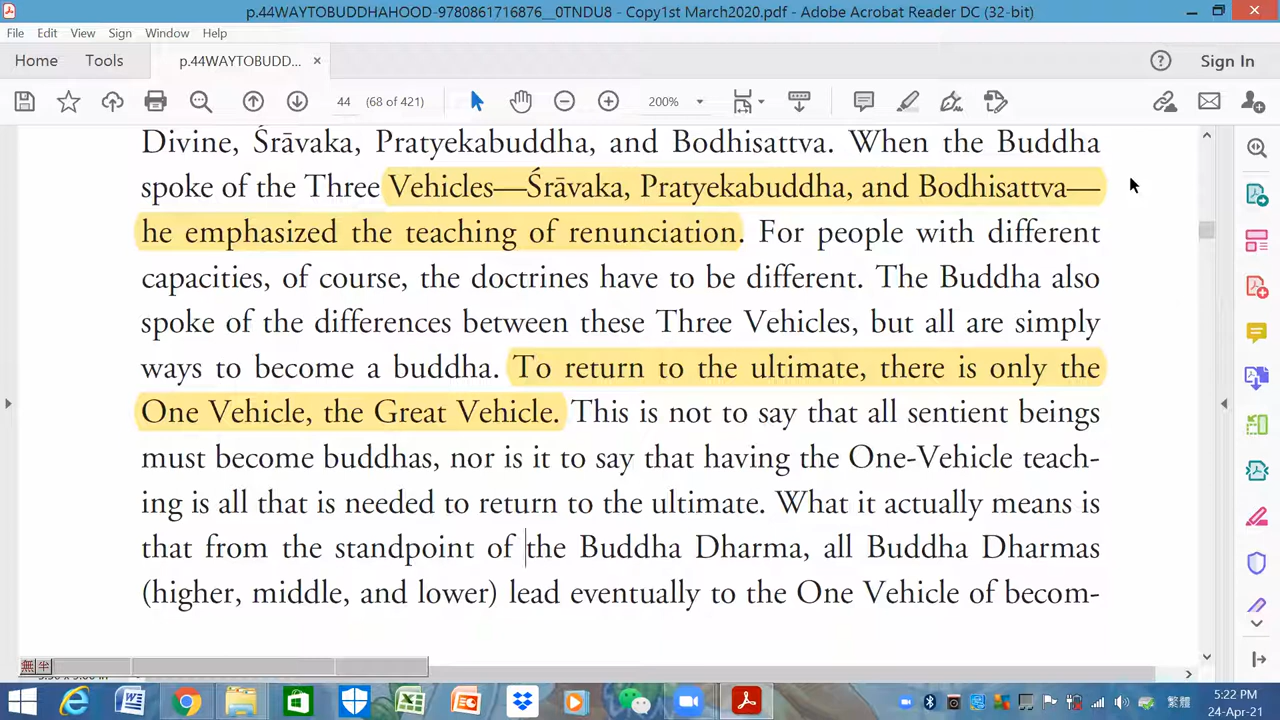 p.44WAYTOBUDDHAHOOD-9780861716876__0TNDU8 - Copy1st March2020.pdf - Adobe Acrobat Reader DC (32-bit)
File Edit View Sign Window Help
Home Tools p.44WAYTOBUDD... × Sign In
44 (68 of 421) 200%
Divine, Śrāvaka, Pratyekabuddha, and Bodhisattva. When the Buddha
spoke of the Three Vehicles—Śrāvaka, Pratyekabuddha, and Bodhisattva—
he emphasized the teaching of renunciation. For people with different
capacities, of course, the doctrines have to be different. The Buddha also
spoke of the differences between these Three Vehicles, but all are simply
ways to become a buddha. To return to the ultimate, there is only the
One Vehicle, the Great Vehicle. This is not to say that all sentient beings
must become buddhas, nor is it to say that having the One-Vehicle teach-
ing is all that is needed to return to the ultimate. What it actually means is
that from the standpoint of the Buddha Dharma, all Buddha Dharmas
(higher, middle, and lower) lead eventually to the One Vehicle of becom-
無 半
5:22 PM
繁體
24-Apr-21